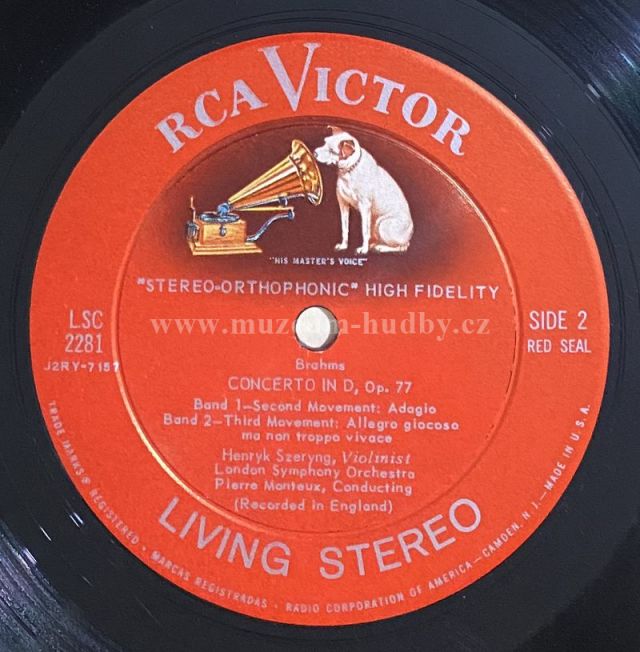 RCA VICTOR
"HIS MASTER'S VOICE"
"STEREO-ORTHOPHONIC" HIGH FIDELITY
LSC
2281
J2RY-7157
SIDE 2
RED SEAL
www.muzeum-hudby.cz
Brahms
CONCERTO IN D, Op. 77
Band 1—Second Movement: Adagio
Band 2—Third Movement: Allegro giocoso
ma non troppo vivace
Henryk Szeryng, Violinist
London Symphony Orchestra
Pierre Monteux, Conducting
(Recorded in England)
LIVING STEREO
TRADE MARKS ® REGISTERED • MARCAS REGISTRADAS • RADIO CORPORATION OF AMERICA—CAMDEN, N. J.—MADE IN U.S.A.